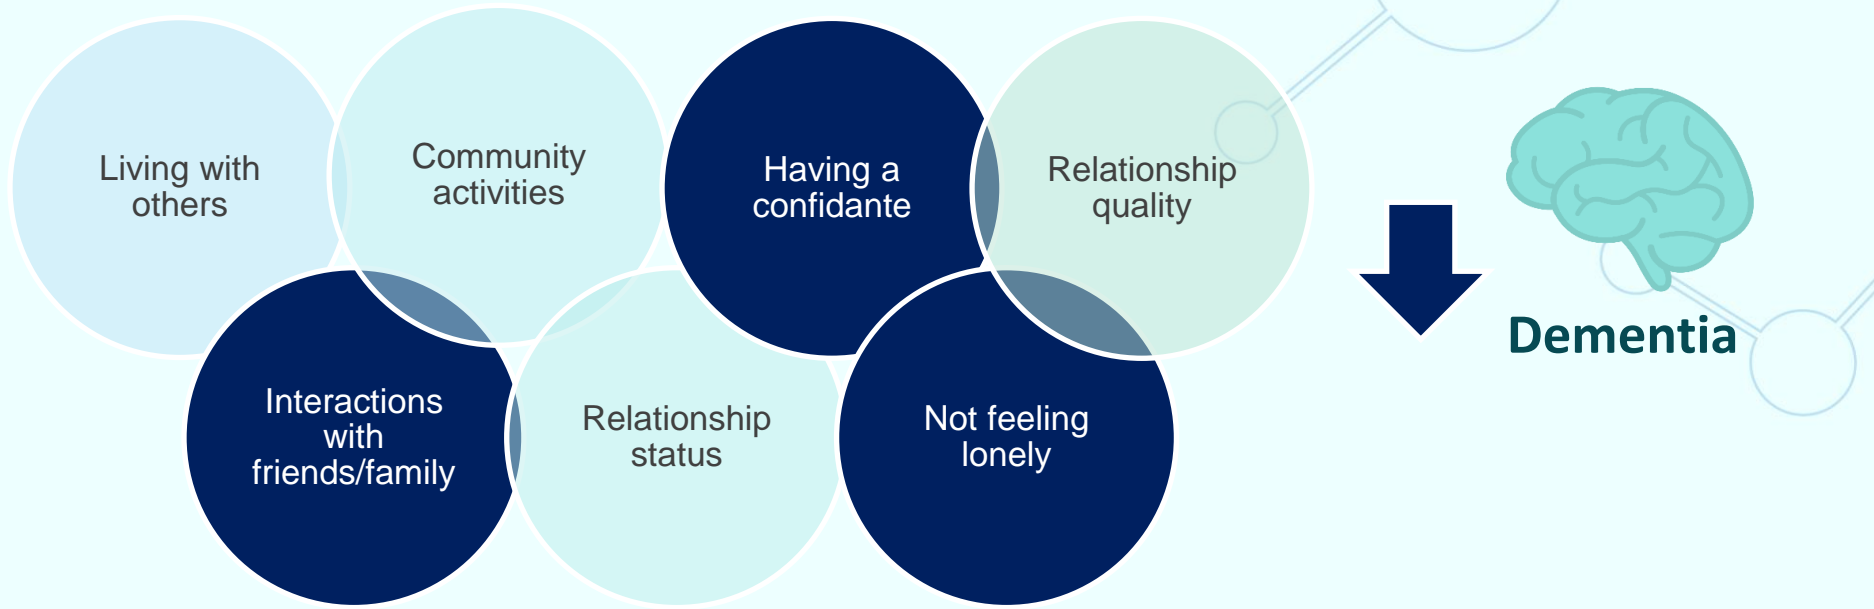 Living with
others
Community
activities
Having a
confidante
Relationship
quality
Interactions
with
friends/family
Relationship
status
Not feeling
lonely
Dementia